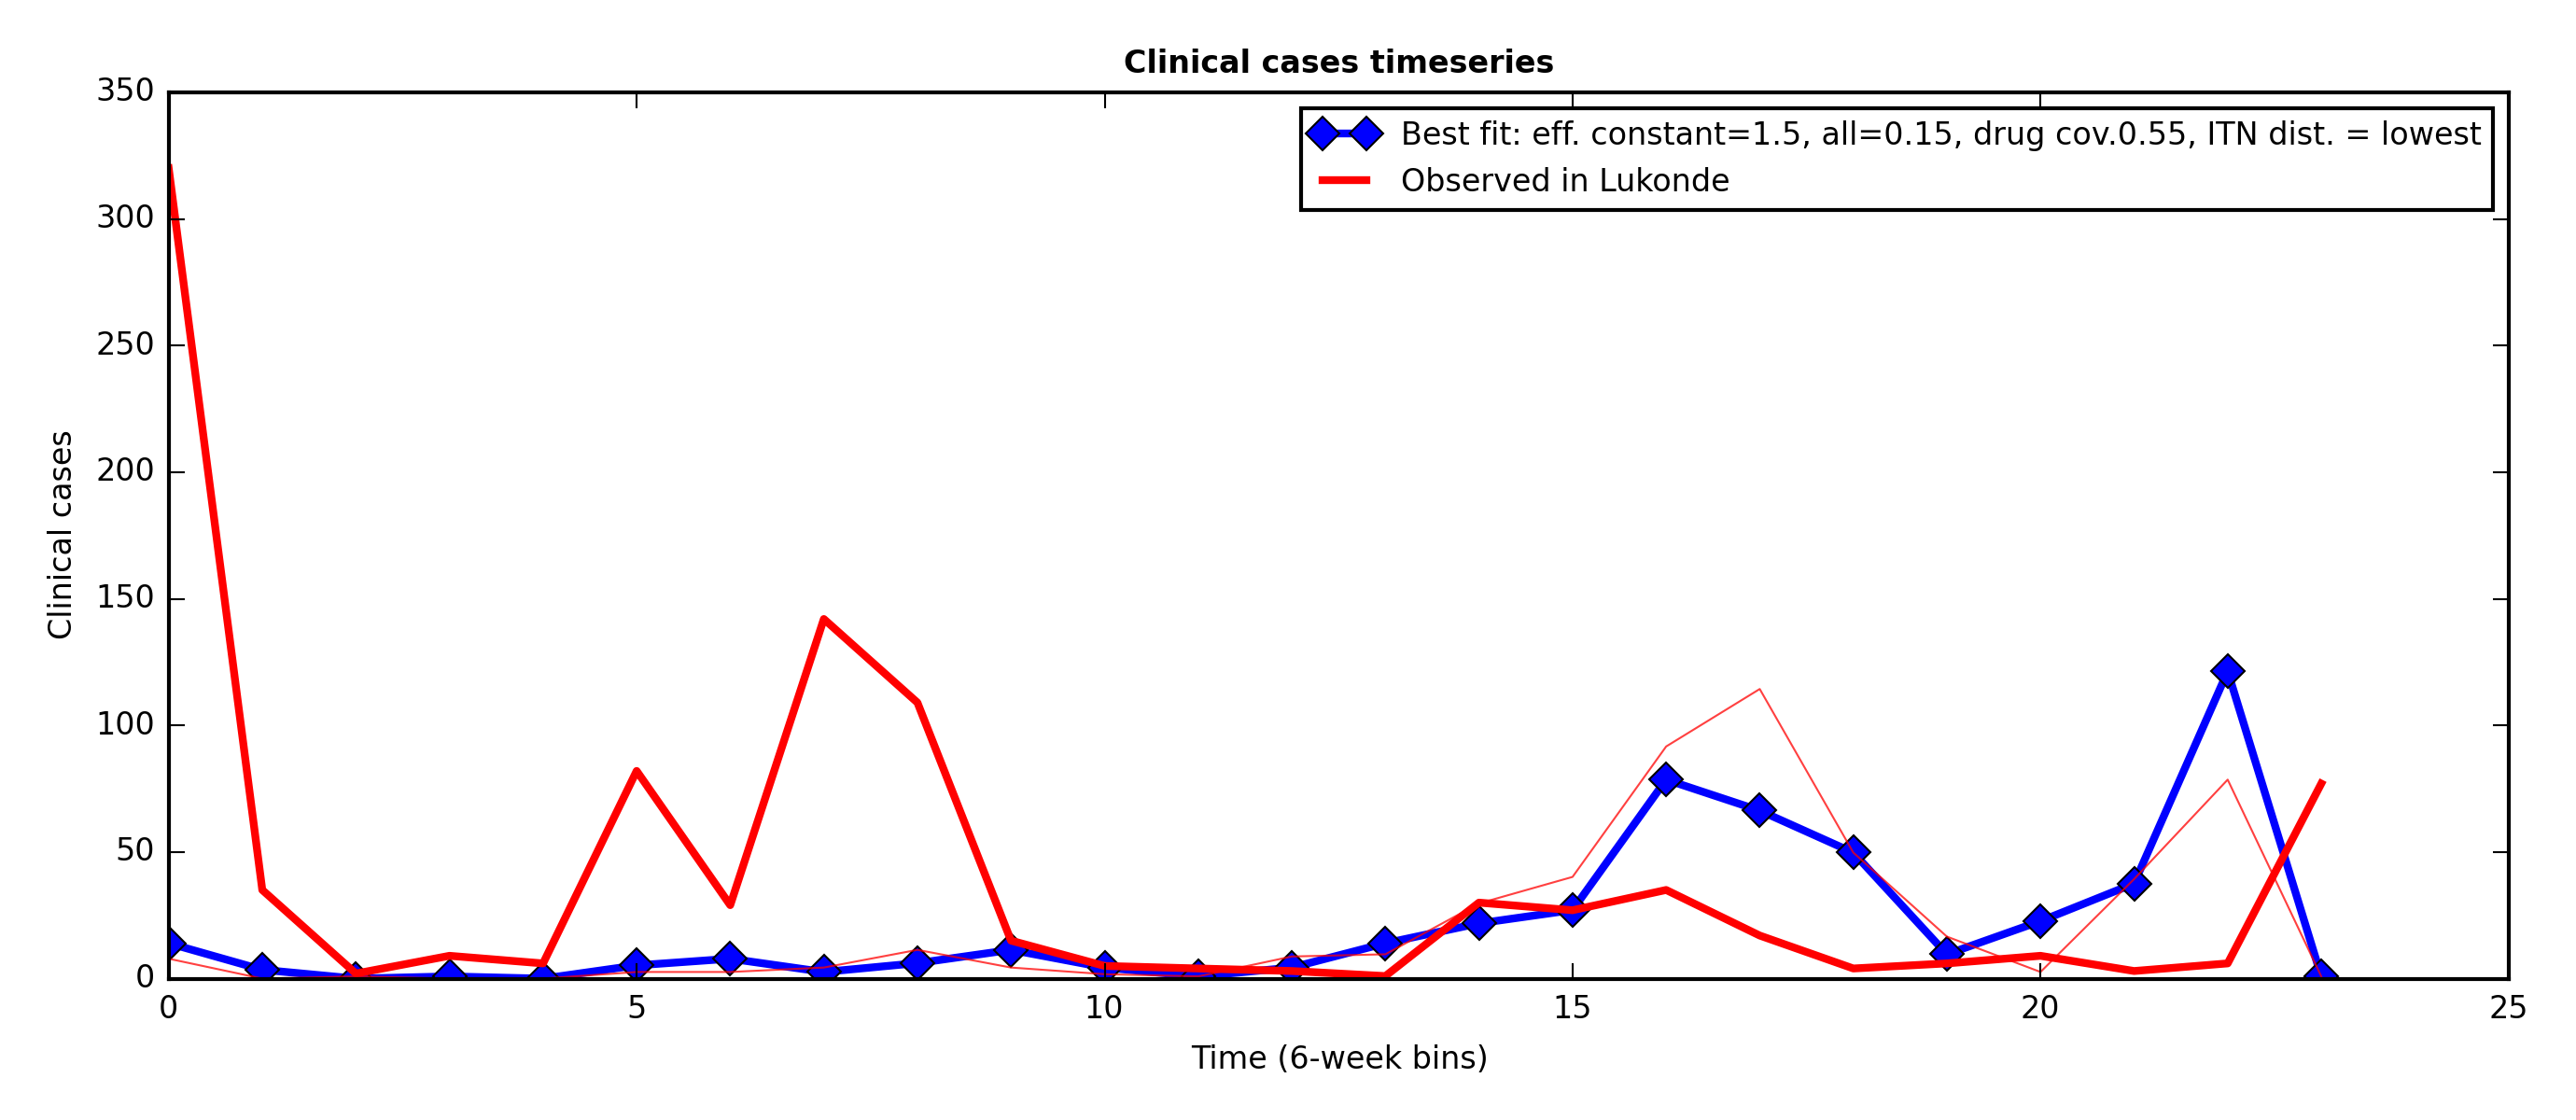 Clinical cases timeseries
350
300
250
200
150
100
50
0
Clinical cases
Best fit: eff. constant=1.5, all=0.15, drug cov.0.55, ITN dist. = lowest
Observed in Lukonde
0 5 10 15 20 25
Time (6-week bins)